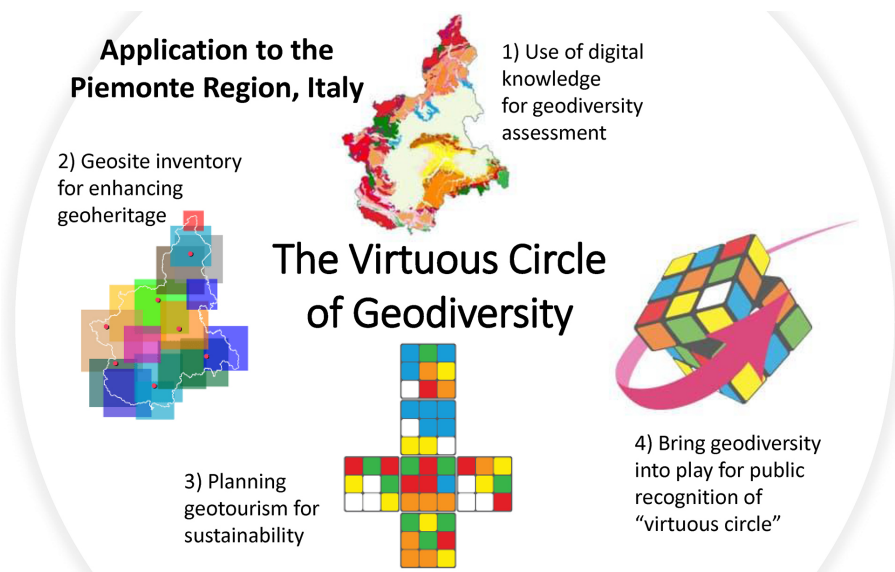 Application to the
Piemonte Region, Italy
1) Use of digital
knowledge
for geodiversity
assessment
2) Geosite inventory
for enhancing
geoheritage
The Virtuous Circle
of Geodiversity
3) Planning
geotourism for
sustainability
4) Bring geodiversity
into play for public
recognition of
“virtuous circle”